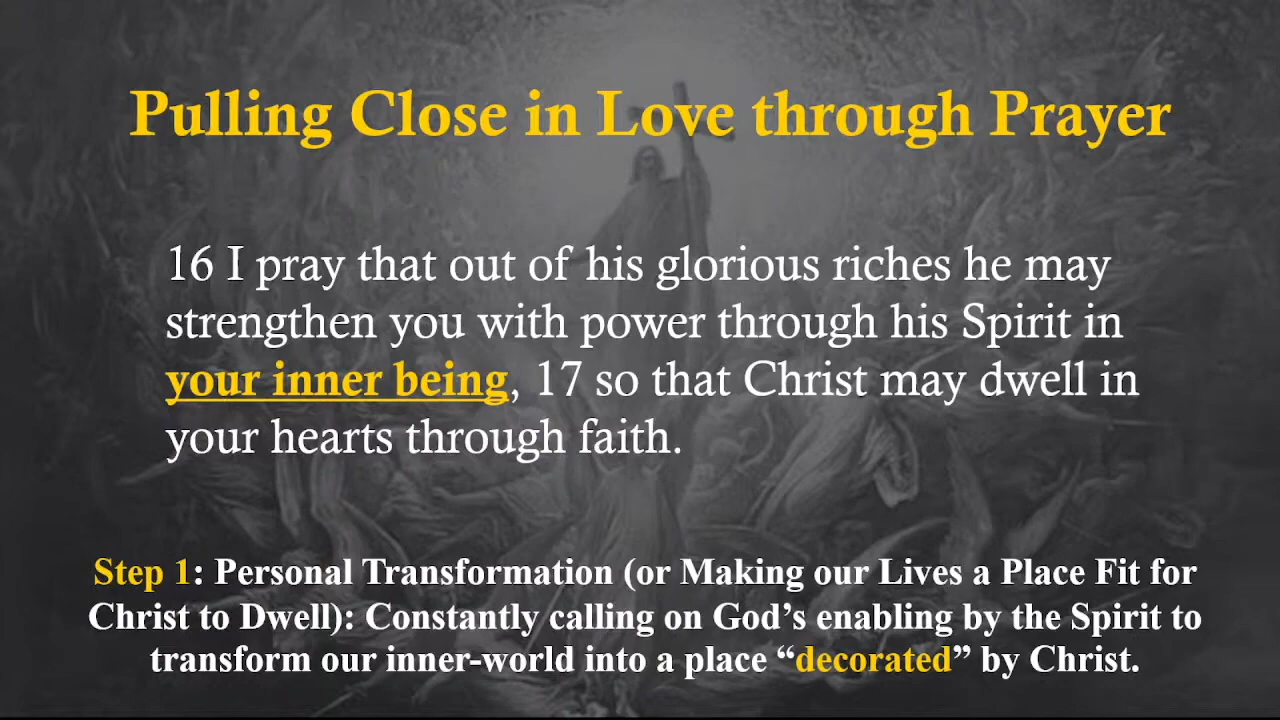 Pulling Close in Love through Prayer
16 I pray that out of his glorious riches he may
strengthen you with power through his Spirit in
your inner being, 17 so that Christ may dwell in
your hearts through faith.
Step 1: Personal Transformation (or Making our Lives a Place Fit for
Christ to Dwell): Constantly calling on God’s enabling by the Spirit to
transform our inner-world into a place “decorated” by Christ.